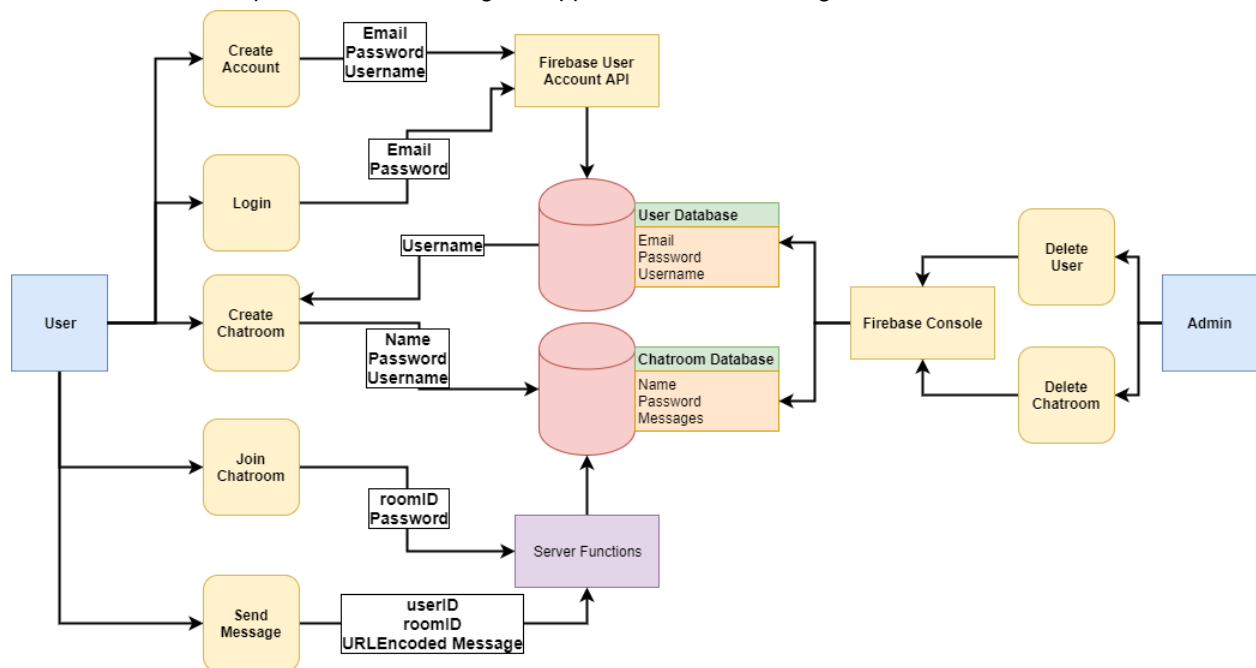 Create
Account
Email
Password
Username
Firebase User
Account API
Login
Email
Password
User Database
Email
Password
Username
Username
User
Create
Chatroom
Name
Password
Username
Chatroom Database
Name
Password
Messages
Firebase Console
Delete
User
Delete
Chatroom
Admin
Join
Chatroom
roomID
Password
Server Functions
Send
Message
userID
roomID
URLEncoded Message